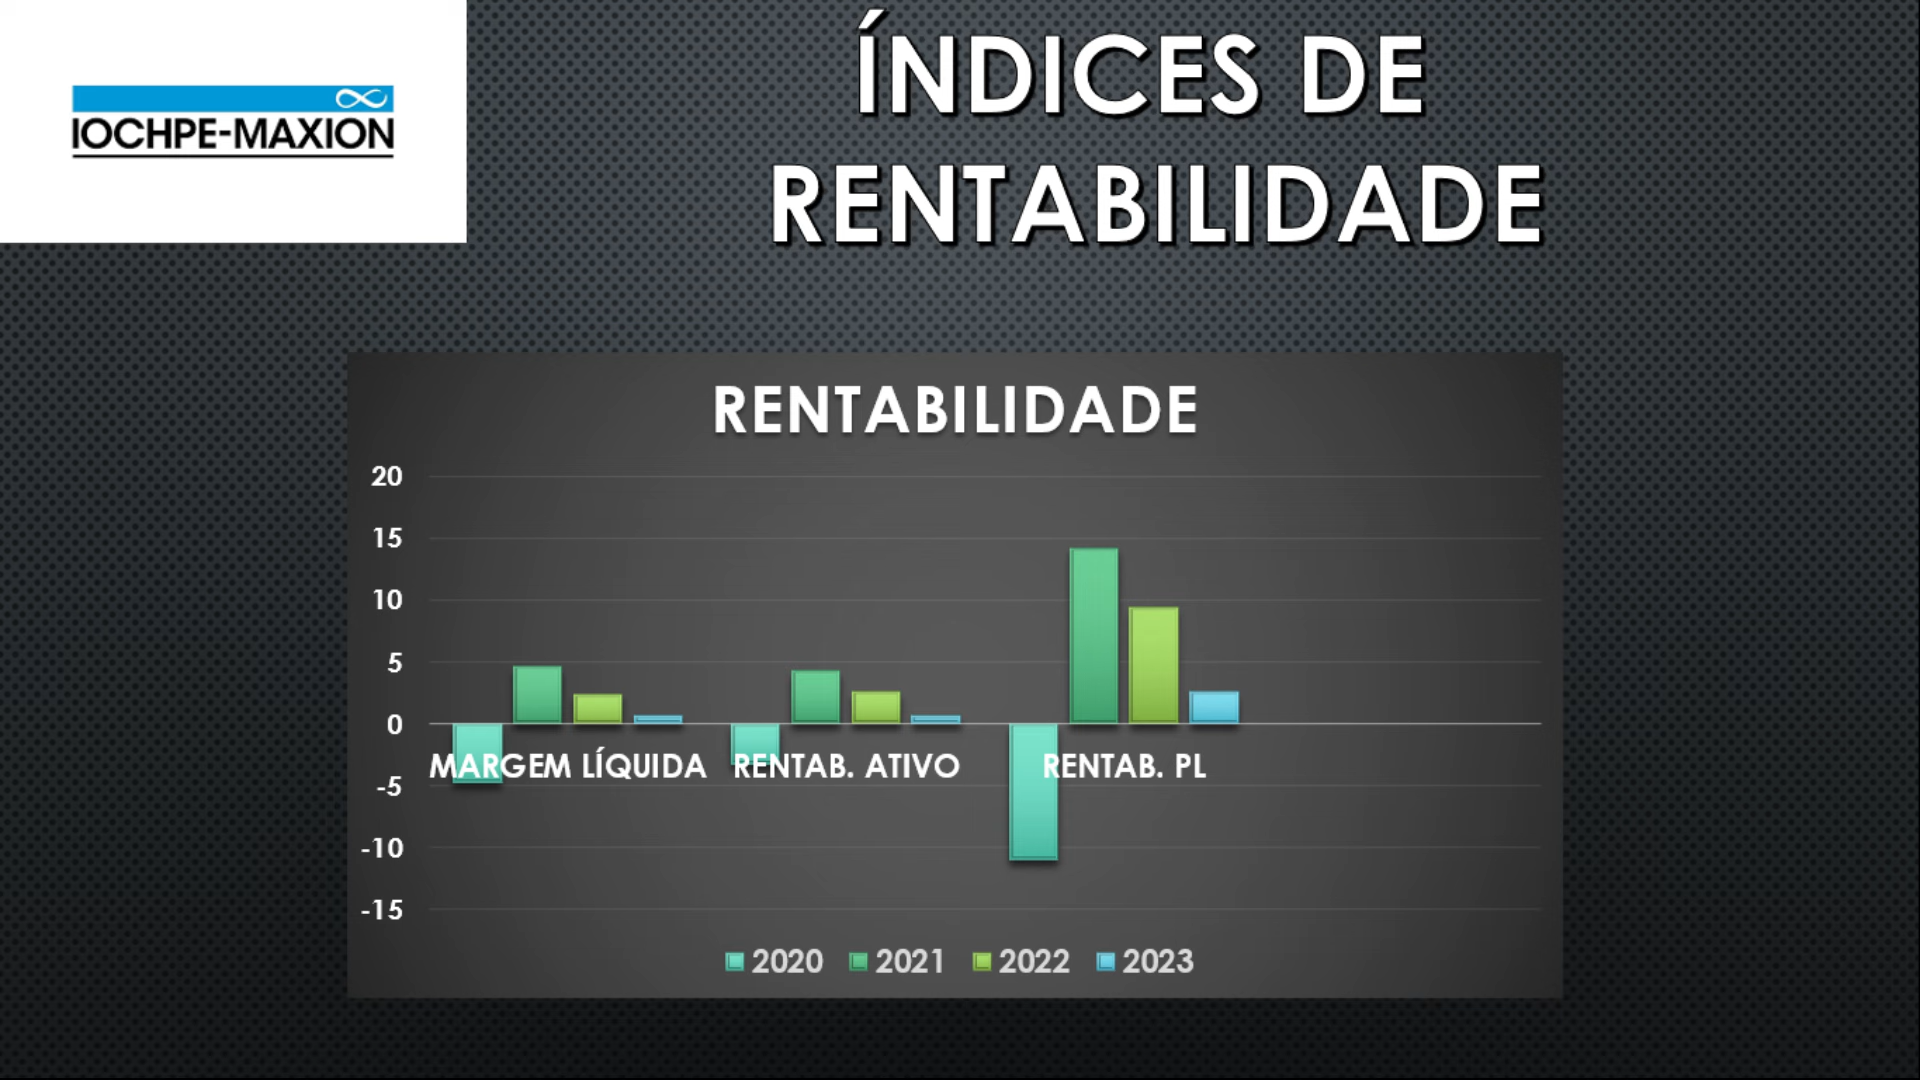 IOCHPE-MAXION
ÍNDICES DE
RENTABILIDADE
RENTABILIDADE
20
15
10
5
0
-5
-10
-15
MARGEM LÍQUIDA RENTAB. ATIVO RENTAB. PL
2020 2021 2022 2023